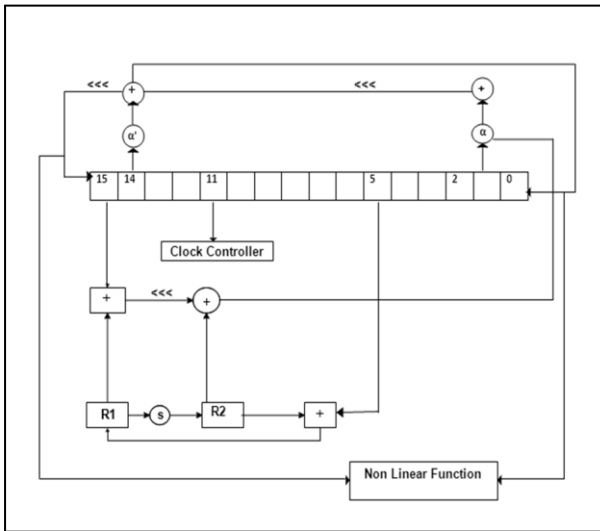 <<< + <<< +
α' α
15 14 11 5 2 0
Clock Controller
+ <<< +
R1 s R2 +
Non Linear Function